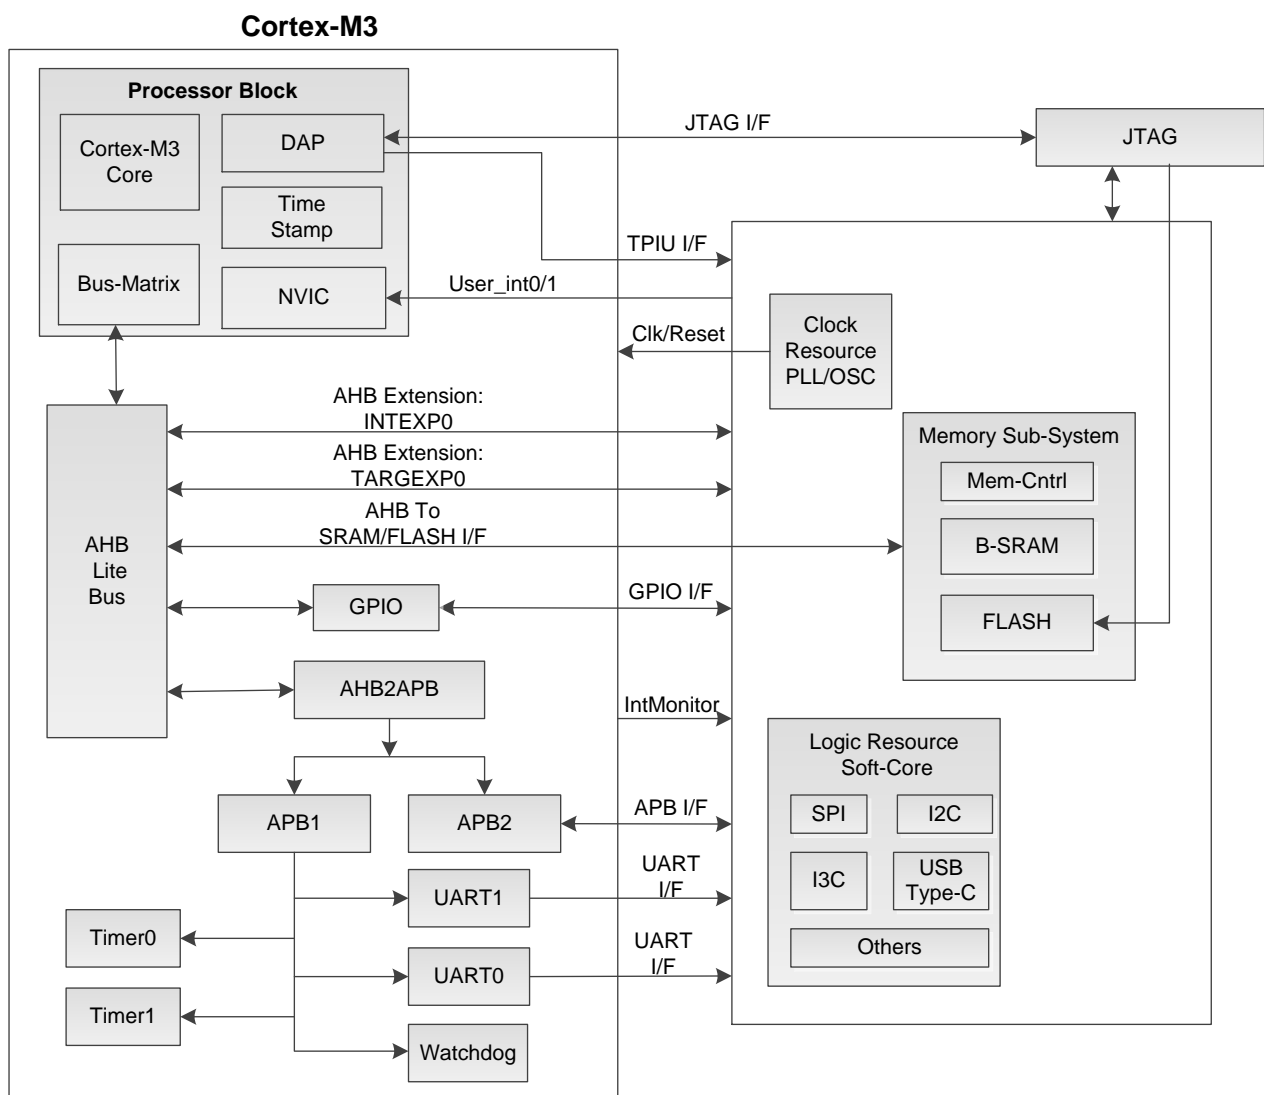 Cortex-M3
Processor Block
Cortex-M3
Core
DAP
Time
Stamp
Bus-Matrix
NVIC
JTAG I/F
JTAG
TPIU I/F
User_int0/1
Clk/Reset
Clock
Resource
PLL/OSC
AHB Extension:
INTEXP0
AHB Extension:
TARGEXP0
AHB To
SRAM/FLASH I/F
AHB
Lite
Bus
Memory Sub-System
Mem-Cntrl
B-SRAM
FLASH
GPIO
GPIO I/F
AHB2APB
IntMonitor
Logic Resource
Soft-Core
SPI
I2C
I3C
USB
Type-C
Others
APB1
APB2
APB I/F
UART
I/F
UART1
Timer0
UART
I/F
UART0
Timer1
Watchdog